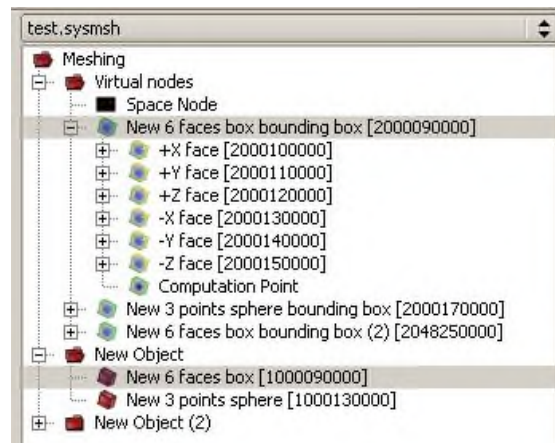 test.sysmsh
Meshing
Virtual nodes
Space Node
New 6 faces box bounding box [2000090000]
+X face [2000100000]
+Y face [2000110000]
+Z face [2000120000]
-X face [2000130000]
-Y face [2000140000]
-Z face [2000150000]
Computation Point
New 3 points sphere bounding box [2000170000]
New 6 faces box bounding box (2) [2048250000]
New Object
New 6 faces box [1000090000]
New 3 points sphere [1000130000]
New Object (2)